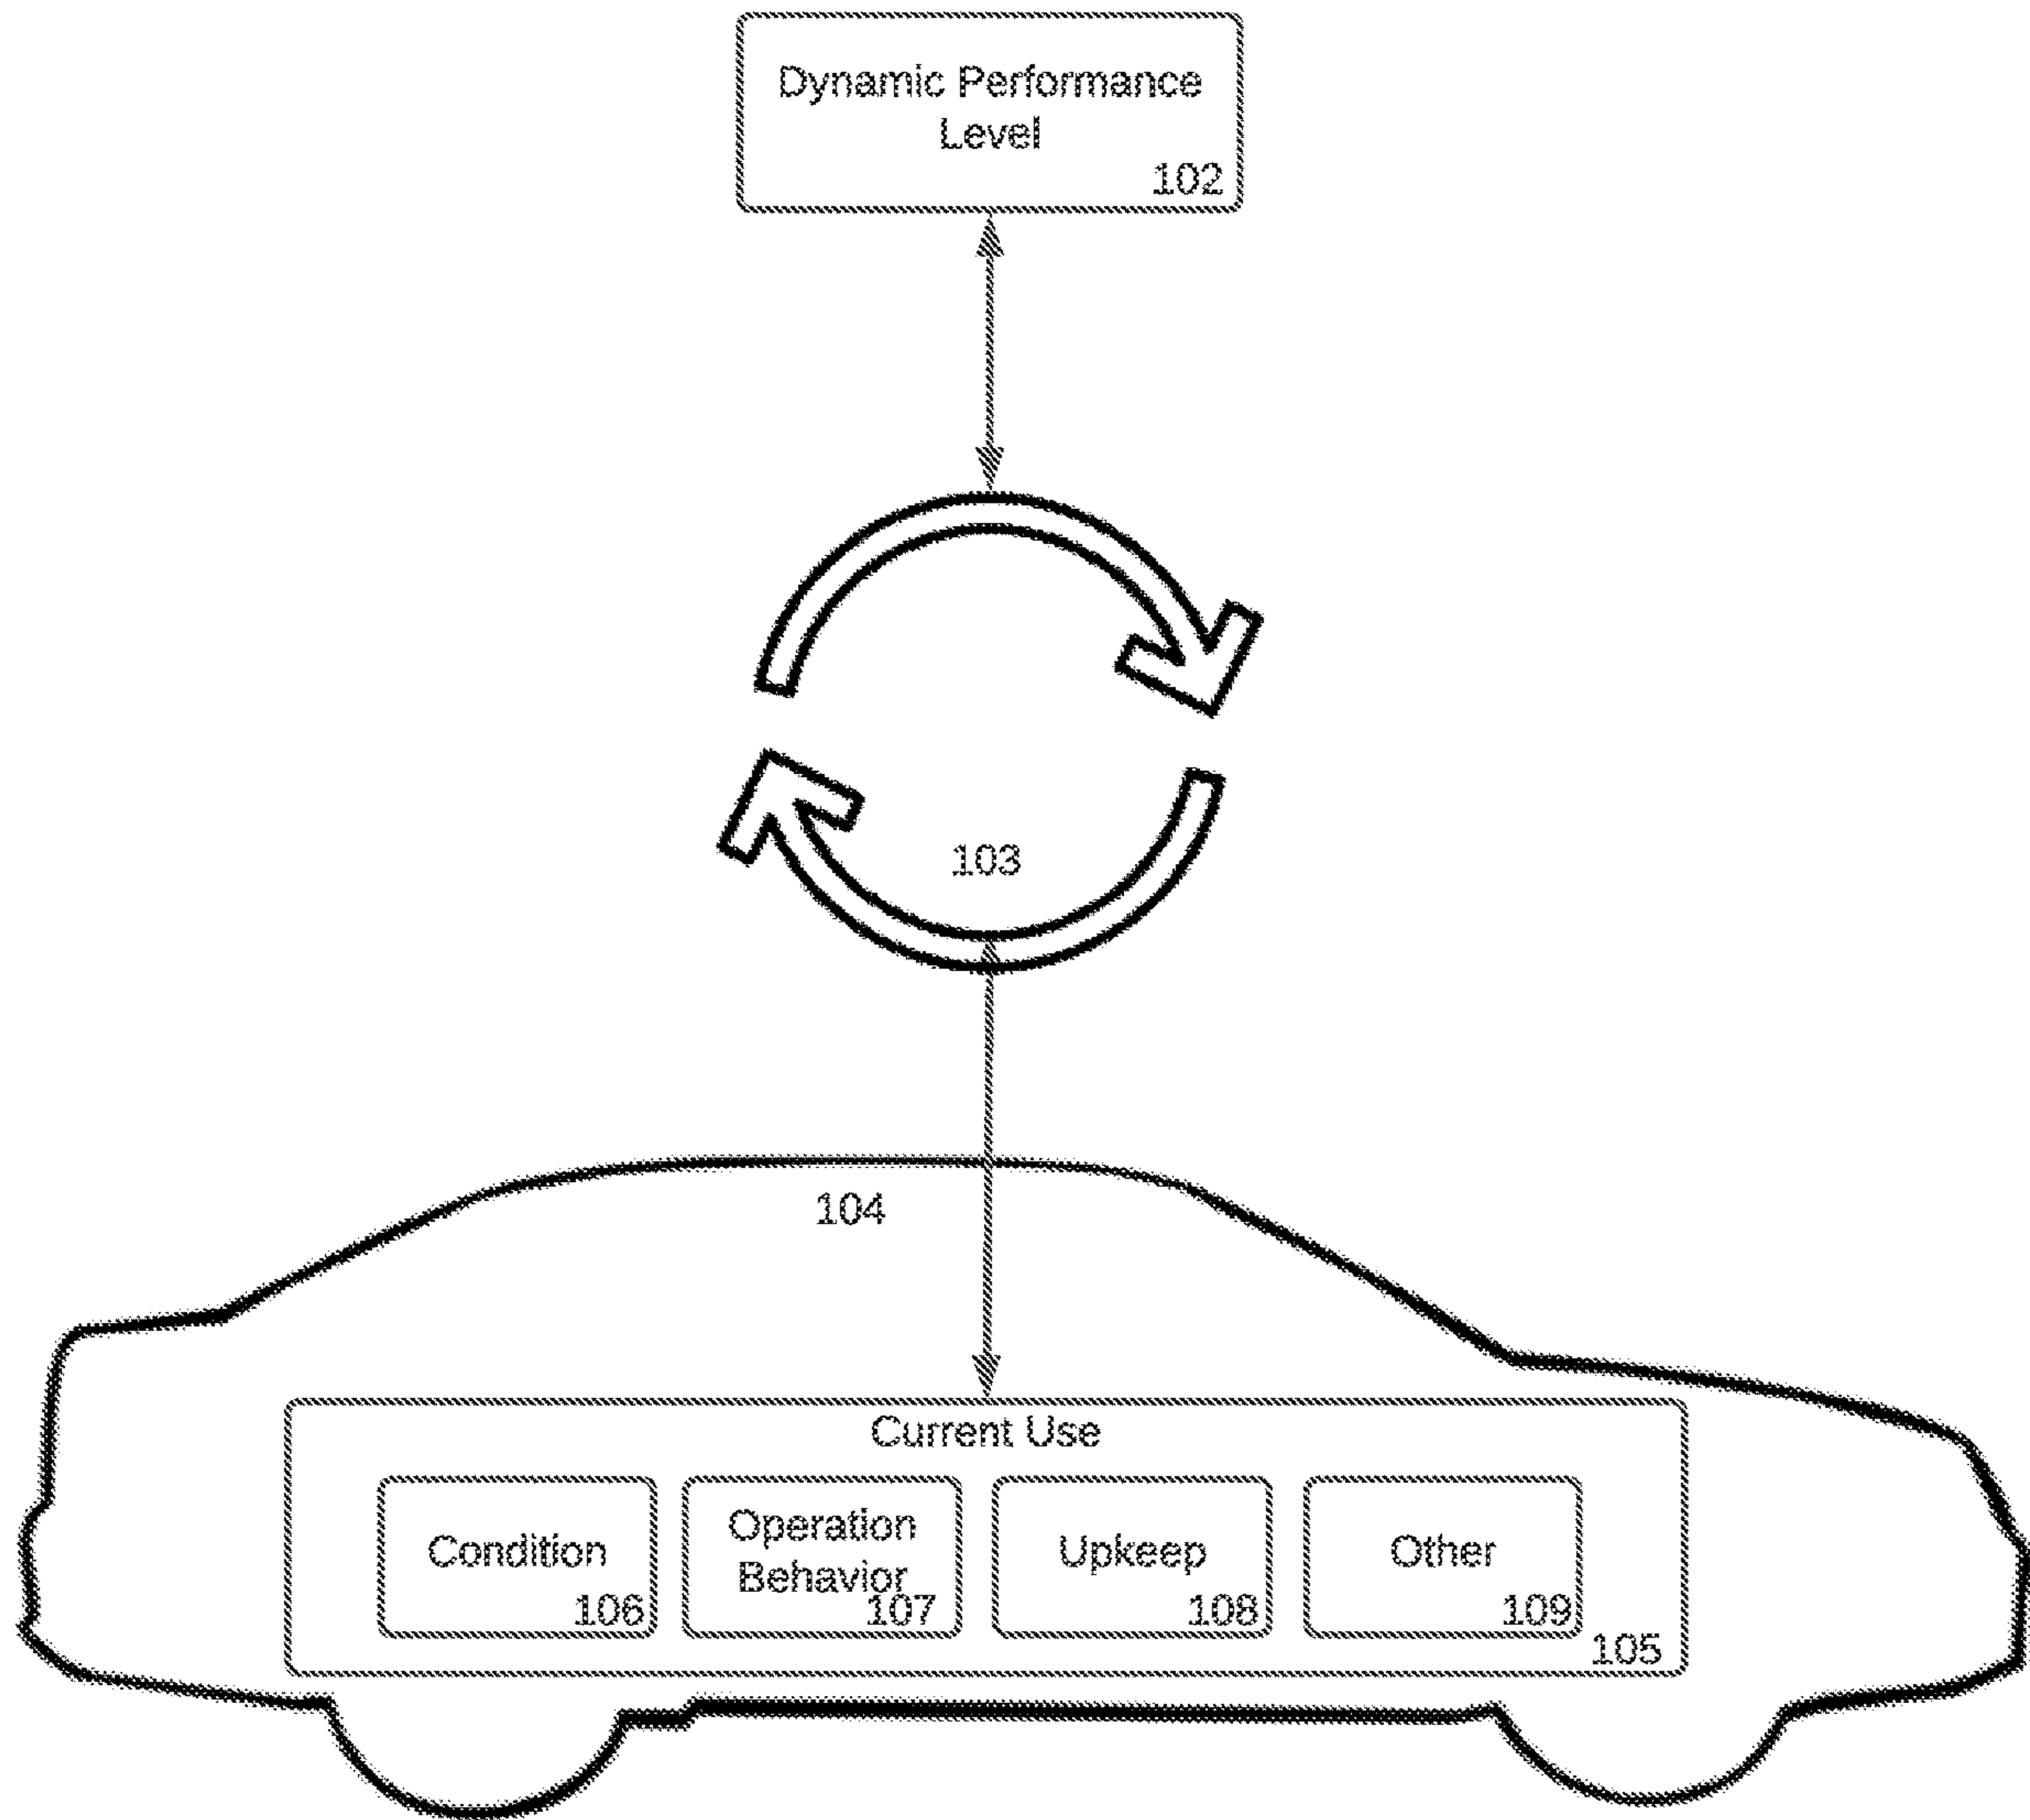 Dynamic Performance
Level
102
103
104
Current Use
Condition
106
Operation
Behavior
107
Upkeep
108
Other
109
105